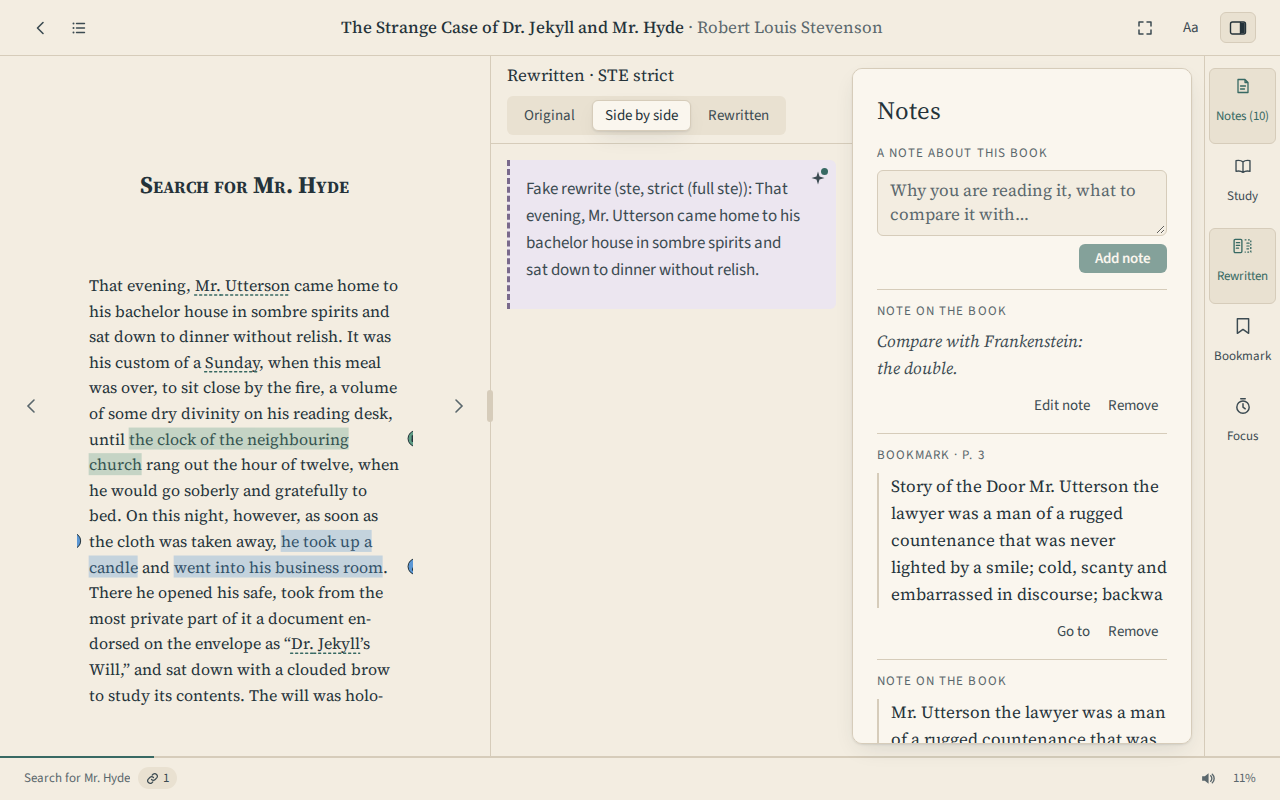 The Strange Case of Dr. Jekyll and Mr. Hyde · Robert Louis Stevenson
Aa
Search for Mr. Hyde
That evening, Mr. Utterson came home to
his bachelor house in sombre spirits and
sat down to dinner without relish. It was
his custom of a Sunday, when this meal
was over, to sit close by the fire, a volume
of some dry divinity on his reading desk,
until the clock of the neighbouring
church rang out the hour of twelve, when
he would go soberly and gratefully to
bed. On this night, however, as soon as
the cloth was taken away, he took up a
candle and went into his business room.
There he opened his safe, took from the
most private part of it a document en-
dorsed on the envelope as “Dr. Jekyll’s
Will,” and sat down with a clouded brow
to study its contents. The will was holo-
Rewritten · STE strict
Original
Side by side
Rewritten
Fake rewrite (ste, strict (full ste)): That
evening, Mr. Utterson came home to his
bachelor house in sombre spirits and
sat down to dinner without relish.
Notes
A NOTE ABOUT THIS BOOK
Why you are reading it, what to
compare it with…
Add note
NOTE ON THE BOOK
Compare with Frankenstein:
the double.
Edit note
Remove
BOOKMARK · P. 3
Story of the Door Mr. Utterson the
lawyer was a man of a rugged
countenance that was never
lighted by a smile; cold, scanty and
embarrassed in discourse; backwa
Go to
Remove
NOTE ON THE BOOK
Mr. Utterson the lawyer was a man
of a rugged countenance that was
Notes (10)
Study
Rewritten
Bookmark
Focus
Search for Mr. Hyde
1
11%